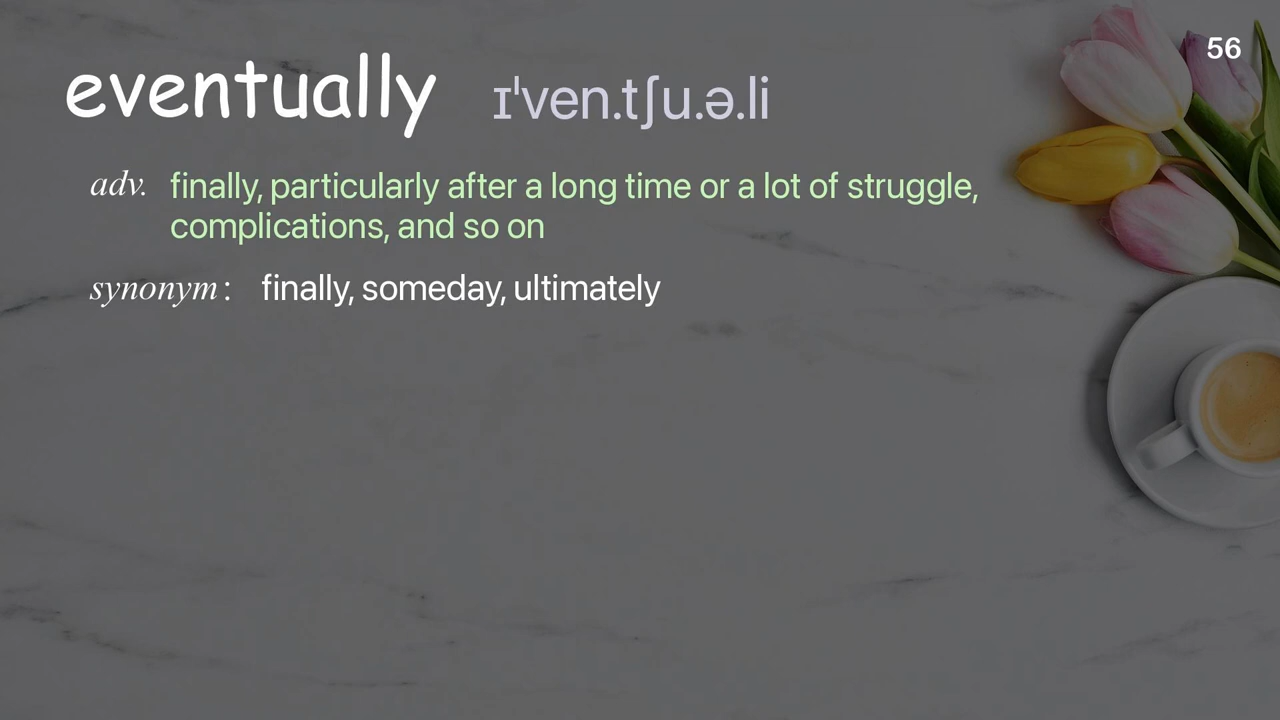 56
eventually ɪˈven.tʃu.ə.li
adv. finally, particularly after a long time or a lot of struggle,
complications, and so on
synonym : finally, someday, ultimately